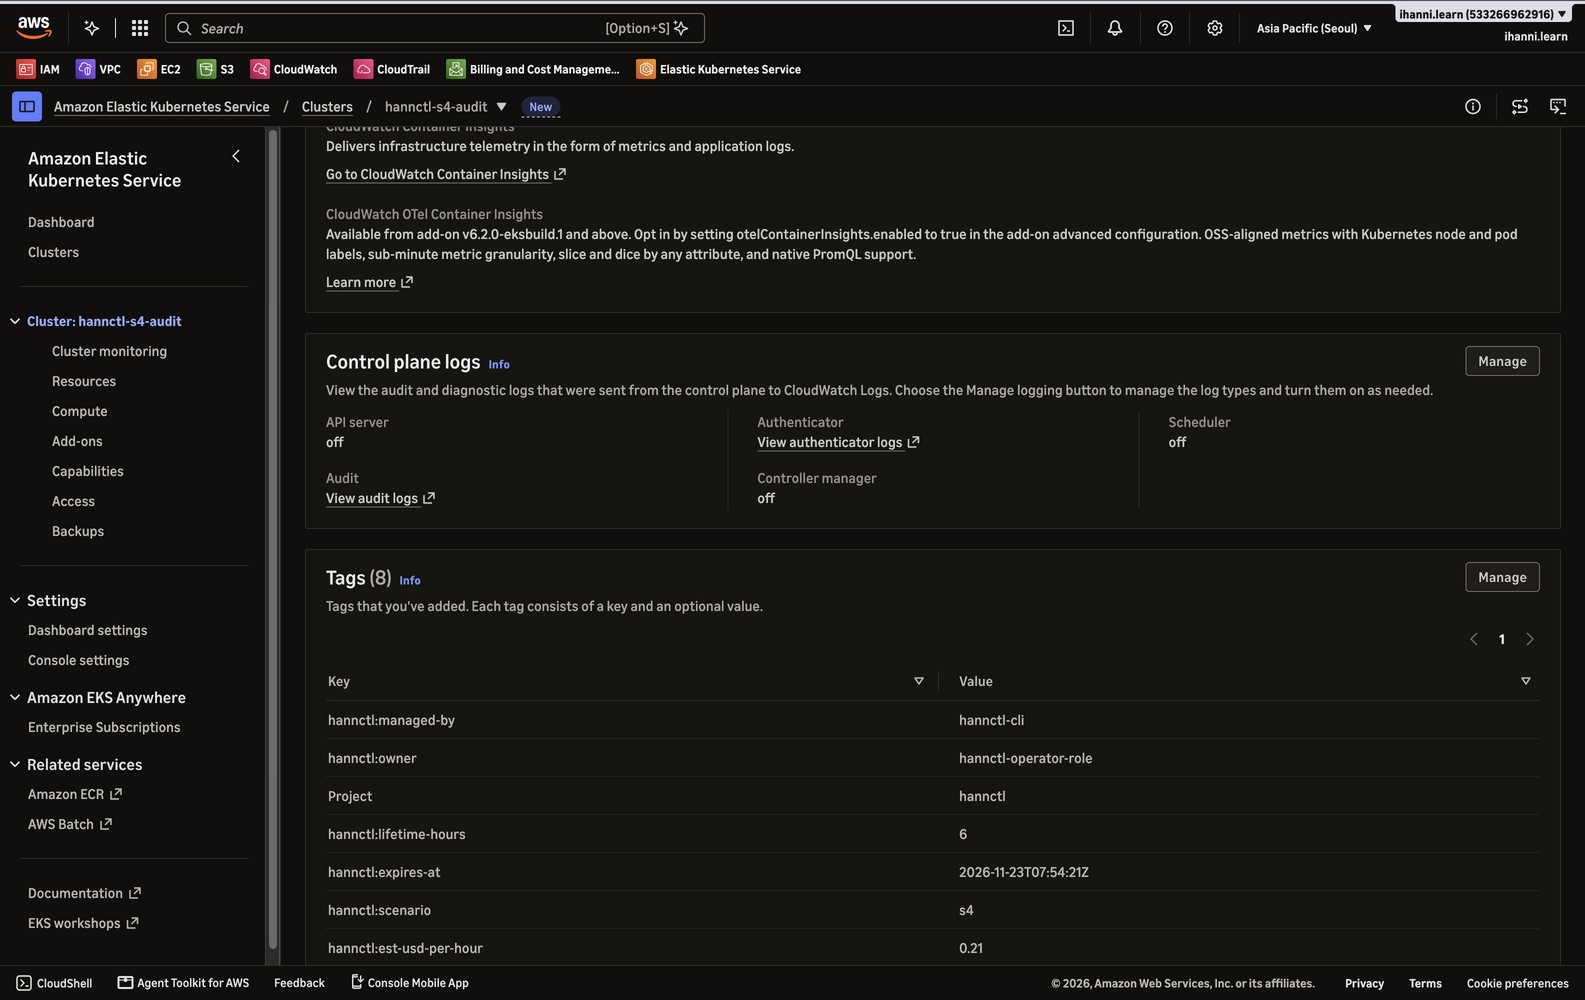 aws
Search
[Option+S]
Asia Pacific (Seoul)
ihanni.learn (533266962916)
ihanni.learn
IAM
VPC
EC2
S3
CloudWatch
CloudTrail
Billing and Cost Manageme...
Elastic Kubernetes Service
Amazon Elastic Kubernetes Service / Clusters / hannctl-s4-audit
New
Amazon Elastic
Kubernetes Service
Dashboard
Clusters
Cluster: hannctl-s4-audit
Cluster monitoring
Resources
Compute
Add-ons
Capabilities
Access
Backups
Settings
Dashboard settings
Console settings
Amazon EKS Anywhere
Enterprise Subscriptions
Related services
Amazon ECR
AWS Batch
Documentation
EKS workshops
CloudWatch Container Insights
Delivers infrastructure telemetry in the form of metrics and application logs.
Go to CloudWatch Container Insights
CloudWatch OTel Container Insights
Available from add-on v6.2.0-eksbuild.1 and above. Opt in by setting otelContainerInsights.enabled to true in the add-on advanced configuration. OSS-aligned metrics with Kubernetes node and pod
labels, sub-minute metric granularity, slice and dice by any attribute, and native PromQL support.
Learn more
Control plane logs Info
Manage
View the audit and diagnostic logs that were sent from the control plane to CloudWatch Logs. Choose the Manage logging button to manage the log types and turn them on as needed.
API server
off
Audit
View audit logs
Authenticator
View authenticator logs
Controller manager
off
Scheduler
off
Tags (8) Info
Manage
Tags that you've added. Each tag consists of a key and an optional value.
1
Key Value
hannctl:managed-by hannctl-cli
hannctl:owner hannctl-operator-role
Project hannctl
hannctl:lifetime-hours 6
hannctl:expires-at 2026-11-23T07:54:21Z
hannctl:scenario s4
hannctl:est-usd-per-hour 0.21
CloudShell
Agent Toolkit for AWS
Feedback
Console Mobile App
© 2026, Amazon Web Services, Inc. or its affiliates.
Privacy
Terms
Cookie preferences